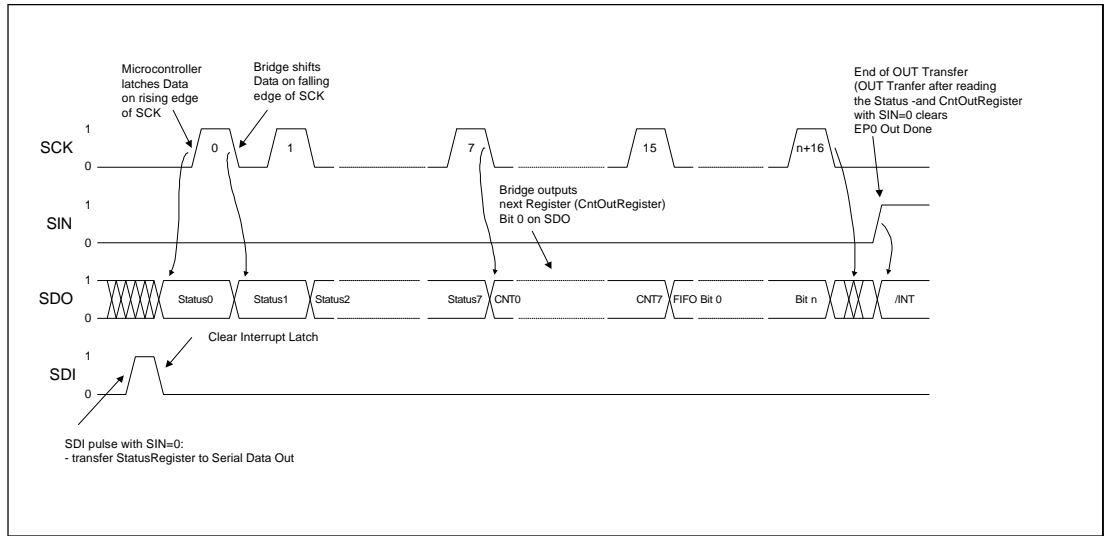 Microcontroller
latches Data
on rising edge
of SCK
Bridge shifts
Data on falling
edge of SCK
End of OUT Transfer
(OUT Tranfer after reading
the Status -and CntOutRegister
with SIN=0 clears
EP0 Out Done
SCK
1
0
0
1
7
15
n+16
Bridge outputs
next Register (CntOutRegister)
Bit 0 on SDO
SIN
1
0
SDO
1
0
Status0
Status1
Status2
Status7
CNT0
CNT7
FIFO Bit 0
Bit n
/INT
Clear Interrupt Latch
SDI
1
0
SDI pulse with SIN=0:
- transfer StatusRegister to Serial Data Out